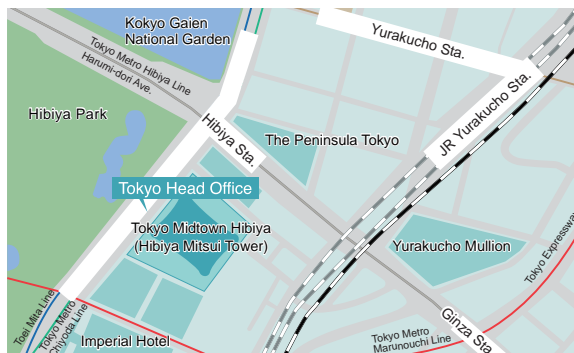 Kokyo Gaien
National Garden
Yurakucho Sta.
Tokyo Metro Hibiya Line
Harumi-dori Ave.
JR Yurakucho Sta.
Hibiya Park
Hibiya Sta.
The Peninsula Tokyo
Tokyo Head Office
Tokyo Midtown Hibiya
(Hibiya Mitsui Tower)
Yurakucho Mullion
Tokyo Expressway
Toei Mita Line
Tokyo Metro
Chiyoda Line
Ginza Sta.
Tokyo Metro
Marunouchi Line
Imperial Hotel